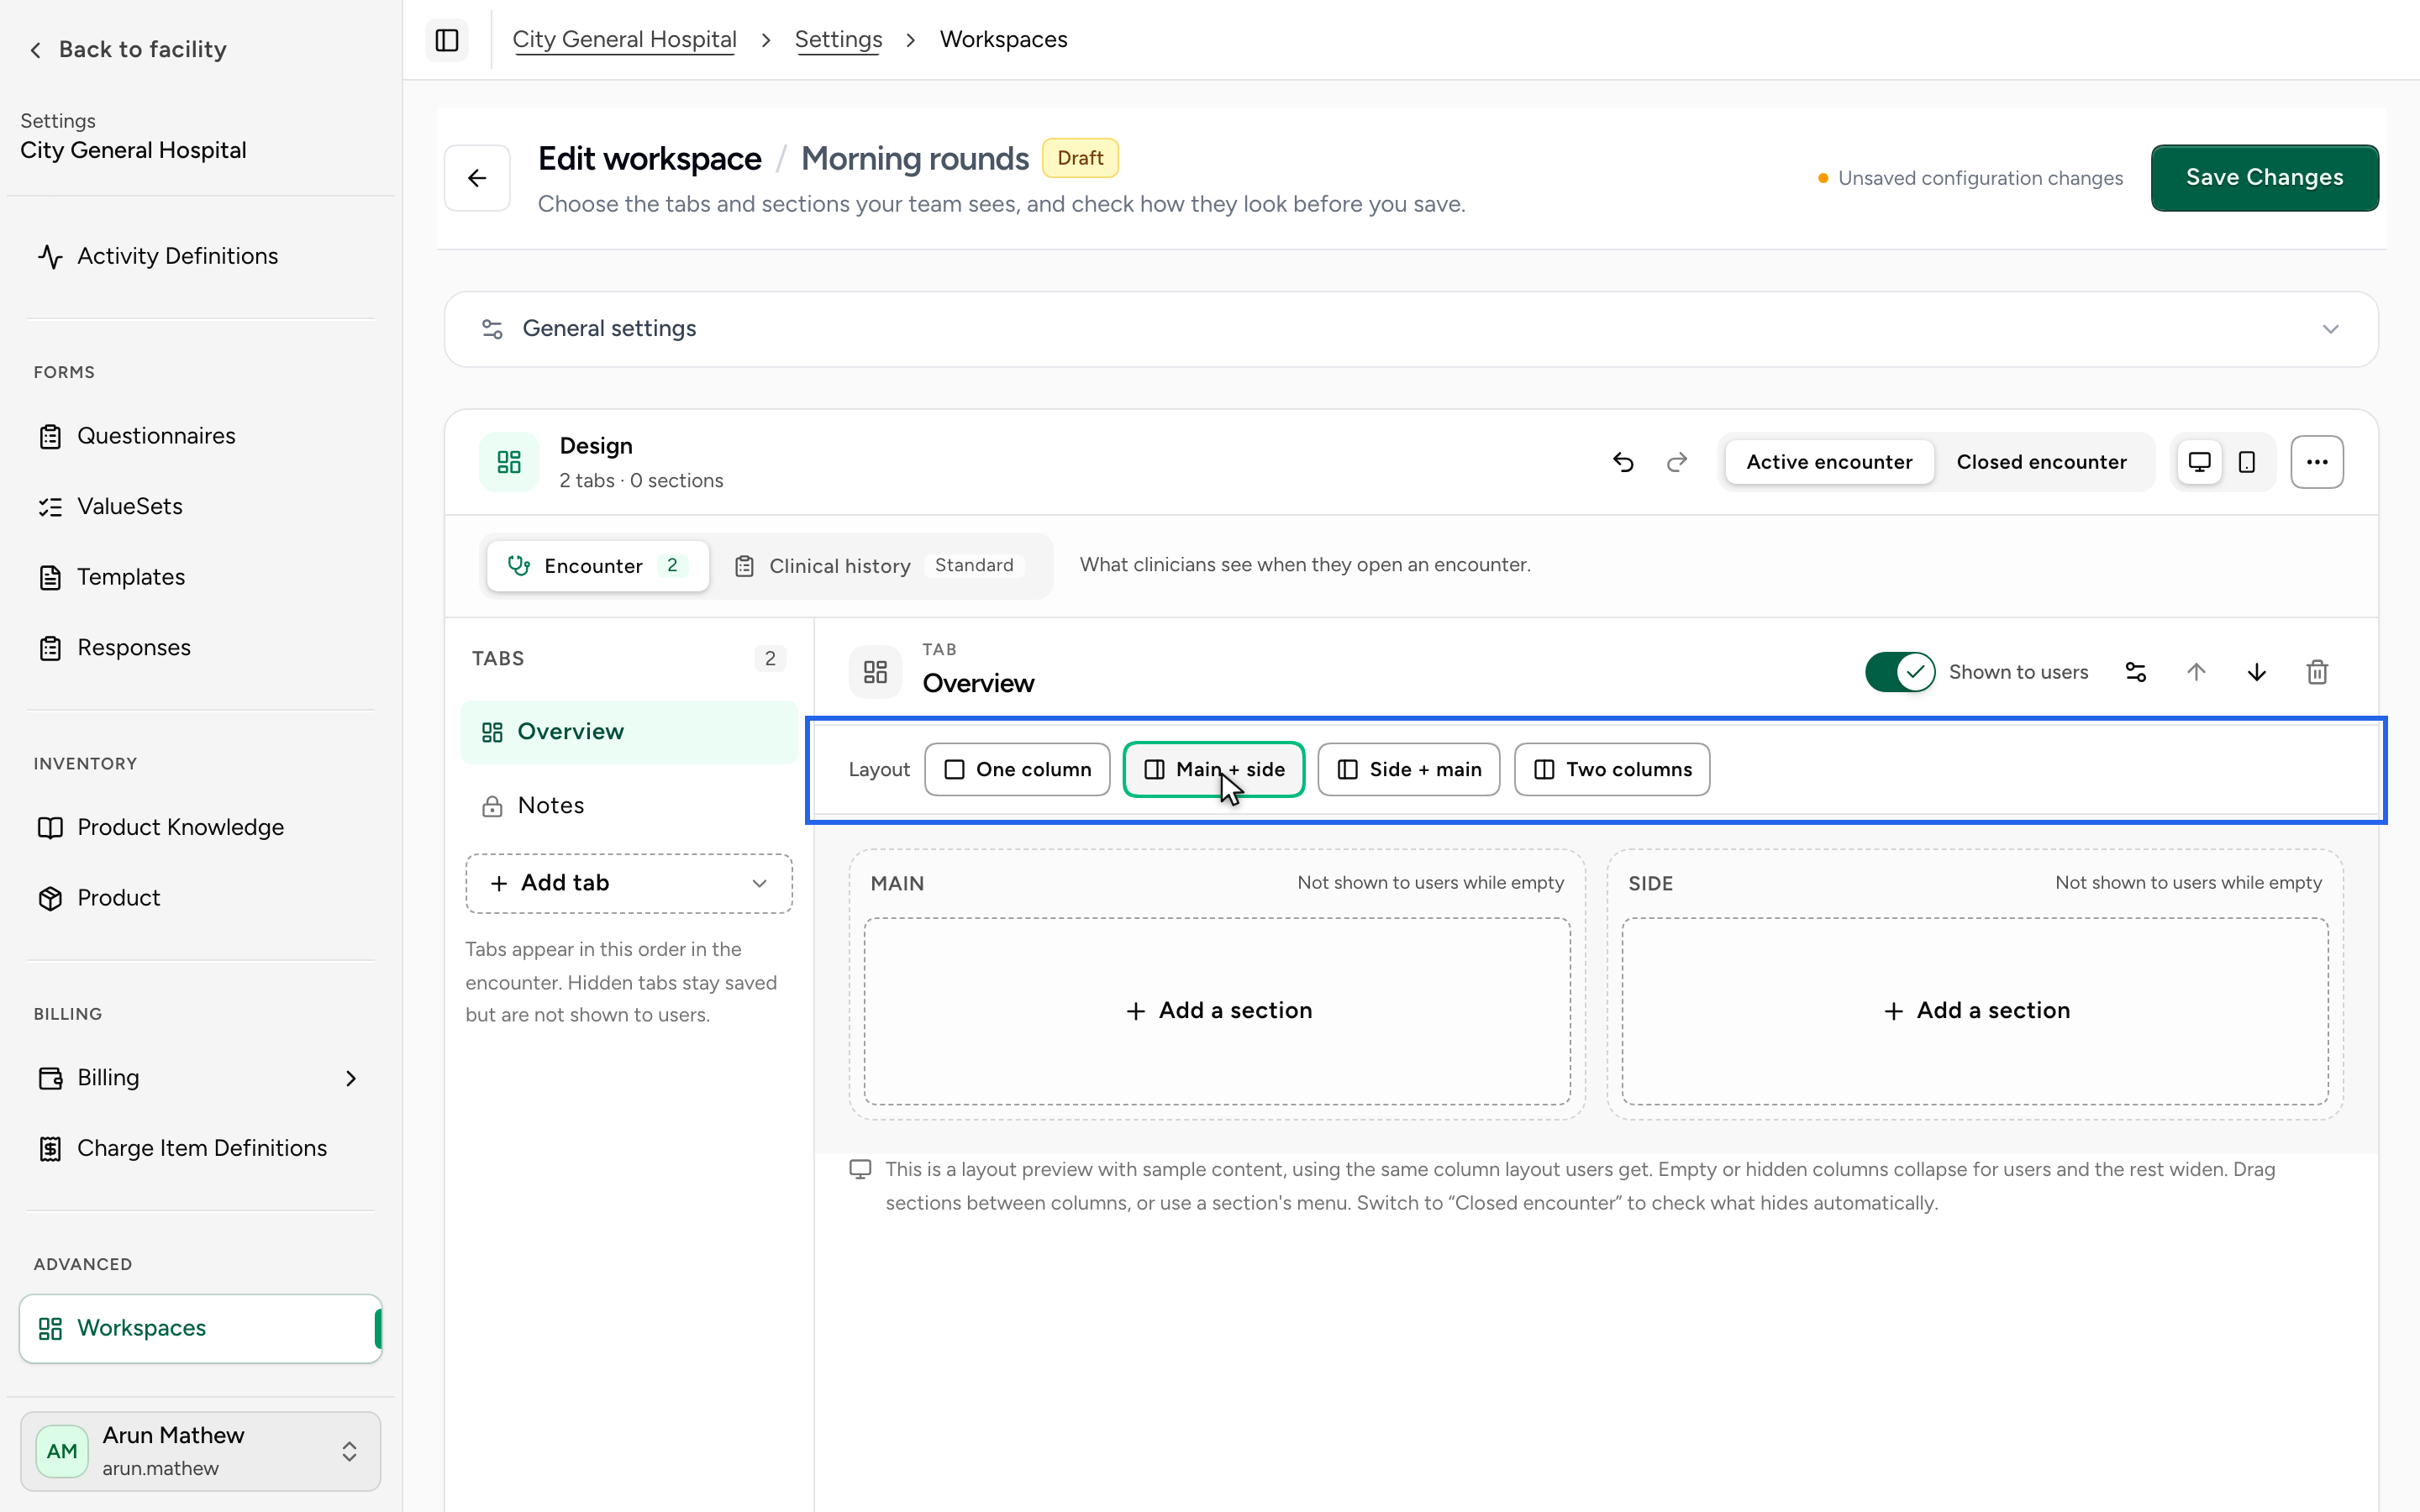 Back to facility
Settings
City General Hospital
Activity Definitions
FORMS
Questionnaires
ValueSets
Templates
Responses
INVENTORY
Product Knowledge
Product
BILLING
Billing
Charge Item Definitions
ADVANCED
Workspaces
AM
Arun Mathew
arun.mathew
City General Hospital > Settings > Workspaces
Edit workspace / Morning rounds Draft
Choose the tabs and sections your team sees, and check how they look before you save.
Unsaved configuration changes
Save Changes
General settings
Design
2 tabs · 0 sections
Active encounter Closed encounter
Encounter 2 Clinical history Standard What clinicians see when they open an encounter.
TABS 2
Overview
Notes
+ Add tab
Tabs appear in this order in the
encounter. Hidden tabs stay saved
but are not shown to users.
TAB
Overview
Shown to users
Layout One column Main + side Side + main Two columns
MAIN Not shown to users while empty
+ Add a section
SIDE Not shown to users while empty
+ Add a section
This is a layout preview with sample content, using the same column layout users get. Empty or hidden columns collapse for users and the rest widen. Drag
sections between columns, or use a section's menu. Switch to “Closed encounter” to check what hides automatically.